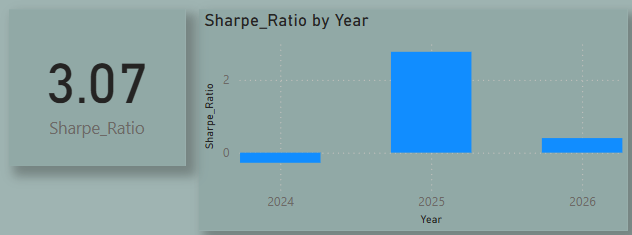 3.07
Sharpe_Ratio
Sharpe_Ratio by Year
Sharpe_Ratio
2
0
2024 2025 2026
Year